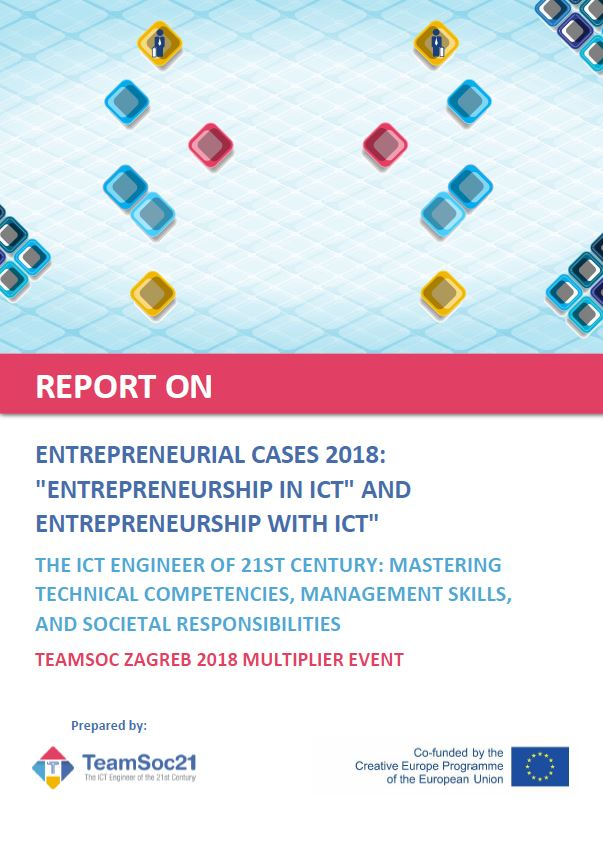 REPORT ON
ENTREPRENEURIAL CASES 2018:
"ENTREPRENEURSHIP IN ICT" AND
ENTREPRENEURSHIP WITH ICT"
THE ICT ENGINEER OF 21ST CENTURY: MASTERING
TECHNICAL COMPETENCIES, MANAGEMENT SKILLS,
AND SOCIETAL RESPONSIBILITIES
TEAMSOC ZAGREB 2018 MULTIPLIER EVENT
Prepared by:
TeamSoc21
The ICT Engineer of the 21st Century
Co-funded by the
Creative Europe Programme
of the European Union